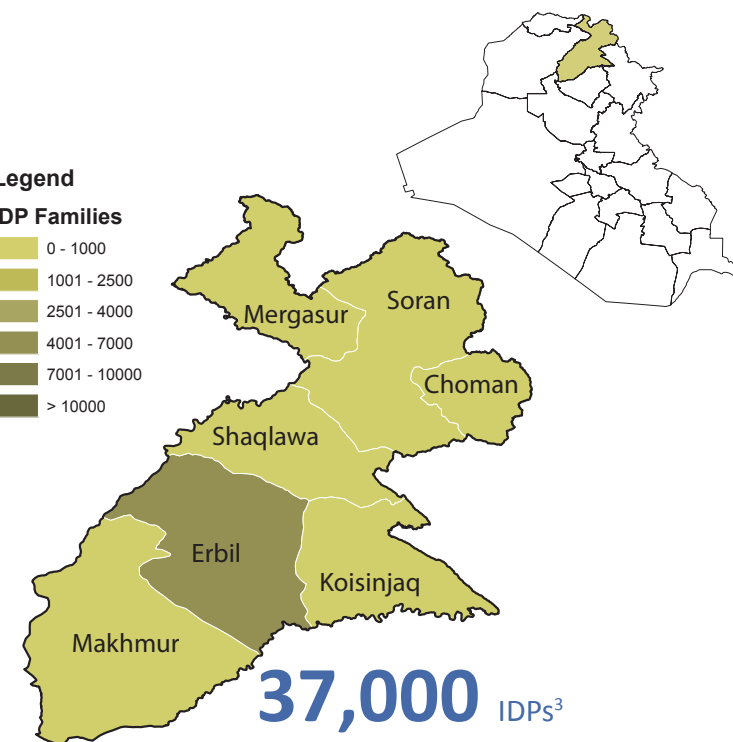 Legend
IDP Families
0 - 1000
1001 - 2500
2501 - 4000
4001 - 7000
7001 - 10000
> 10000
Mergasur
Soran
Choman
Shaqlawa
Erbil
Koisinjaq
Makhmur
37,000 IDPs³